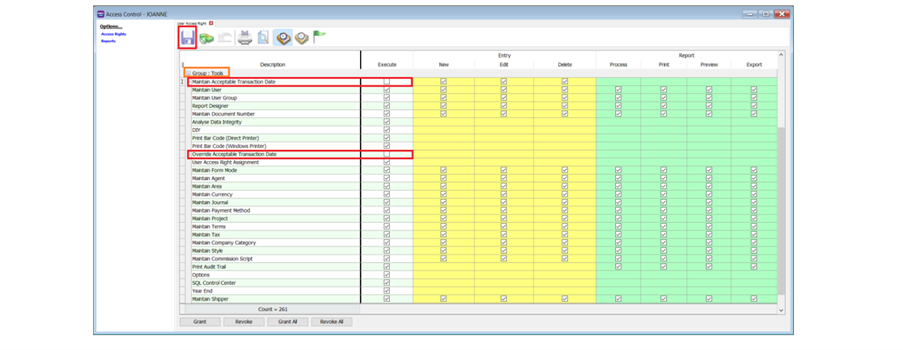 Access Control - JOANNE
Options...
Access Rights
Reports
User Access Right
Entry
Report
Description
Execute
New
Edit
Delete
Process
Print
Preview
Export
Group : Tools
Maintain Acceptable Transaction Date
Maintain User
Maintain User Group
Report Designer
Maintain Document Number
Analyse Data Integrity
DIY
Print Bar Code (Direct Printer)
Print Bar Code (Windows Printer)
Override Acceptable Transaction Date
User Access Right Assignment
Maintain Form Mode
Maintain Agent
Maintain Area
Maintain Currency
Maintain Journal
Maintain Payment Method
Maintain Project
Maintain Terms
Maintain Tax
Maintain Company Category
Maintain Style
Maintain Commission Script
Print Audit Trail
Options
SQL Control Center
Year End
Maintain Shipper
Count = 261
Grant
Revoke
Grant All
Revoke All